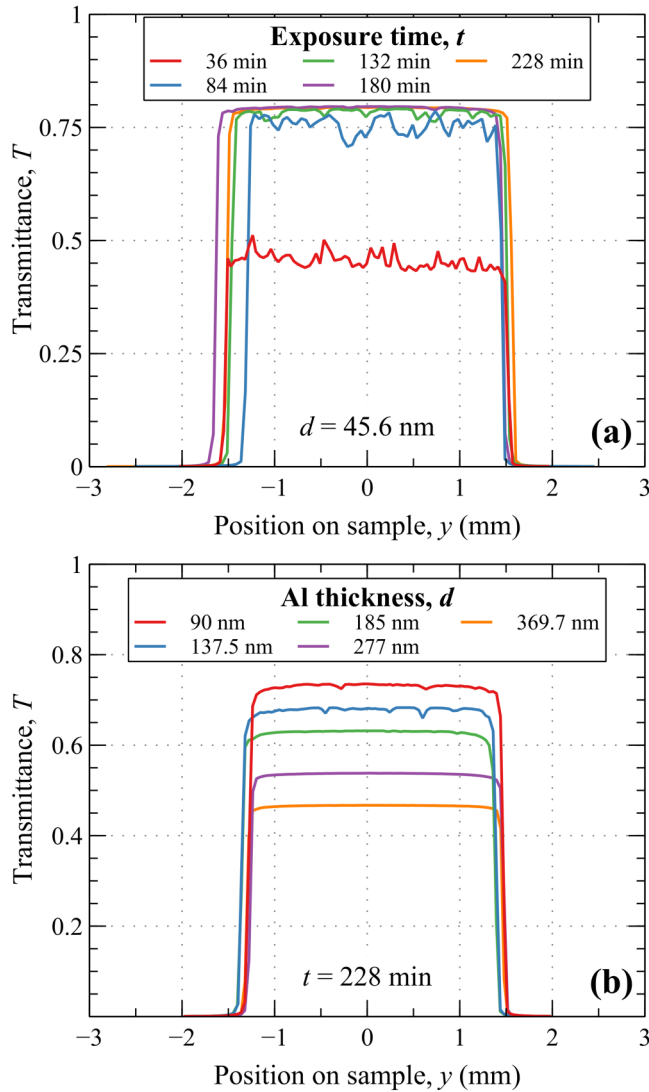 1
Exposure time, t
36 min 132 min 228 min
84 min 180 min
0.75
0.5
0.25
0
Transmittance, T
d = 45.6 nm
(a)
−3 −2 −1 0 1 2 3
Position on sample, y (mm)
1
Al thickness, d
90 nm 185 nm 369.7 nm
137.5 nm 277 nm
0.8
0.6
0.4
0.2
Transmittance, T
t = 228 min
(b)
−3 −2 −1 0 1 2 3
Position on sample, y (mm)